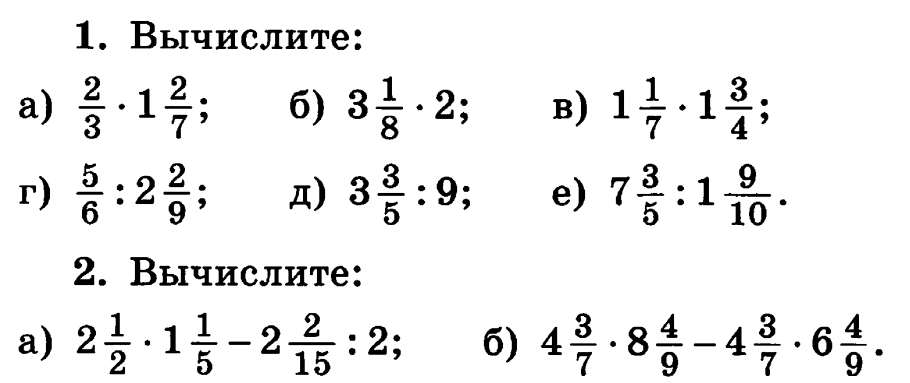 1. Вычислите:
а) 2/3 · 1 2/7; б) 3 1/8 · 2; в) 1 1/7 · 1 3/4;
г) 5/6 : 2 2/9; д) 3 3/5 : 9; е) 7 3/5 : 1 9/10.
2. Вычислите:
а) 2 1/2 · 1 1/5 − 2 2/15 : 2; б) 4 3/7 · 8 4/9 − 4 3/7 · 6 4/9.